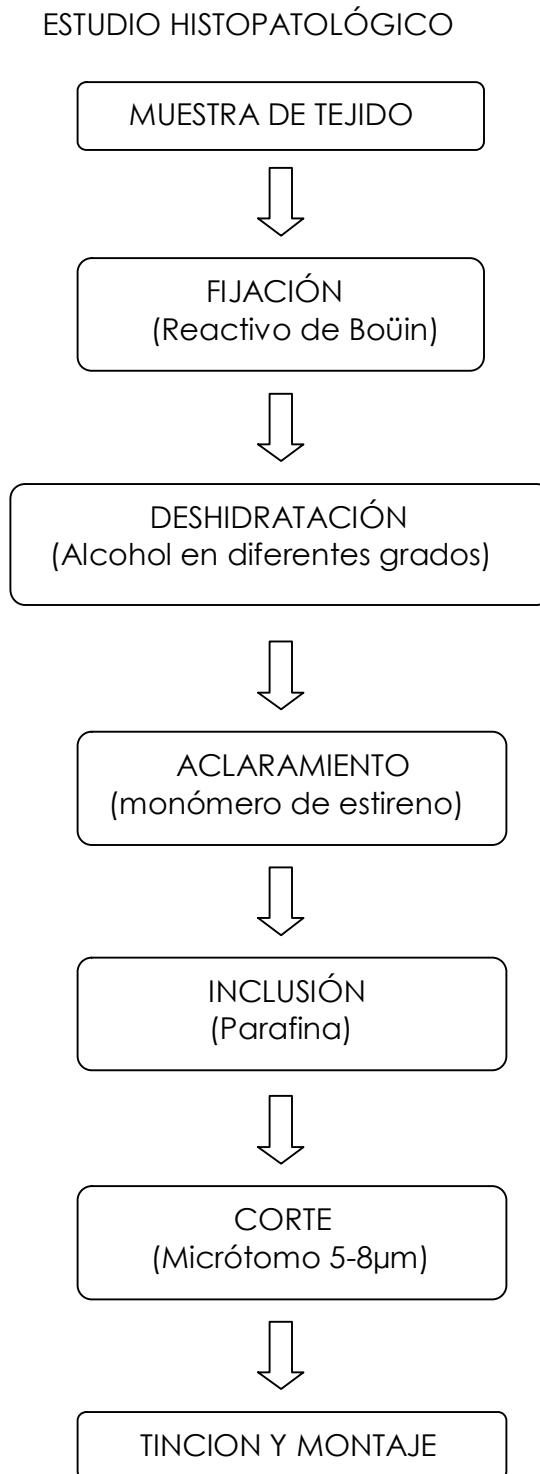 ESTUDIO HISTOPATOLÓGICO
MUESTRA DE TEJIDO
FIJACIÓN
(Reactivo de Boüin)
DESHIDRATACIÓN
(Alcohol en diferentes grados)
ACLARAMIENTO
(monómero de estireno)
INCLUSIÓN
(Parafina)
CORTE
(Micrótomo 5-8µm)
TINCION Y MONTAJE